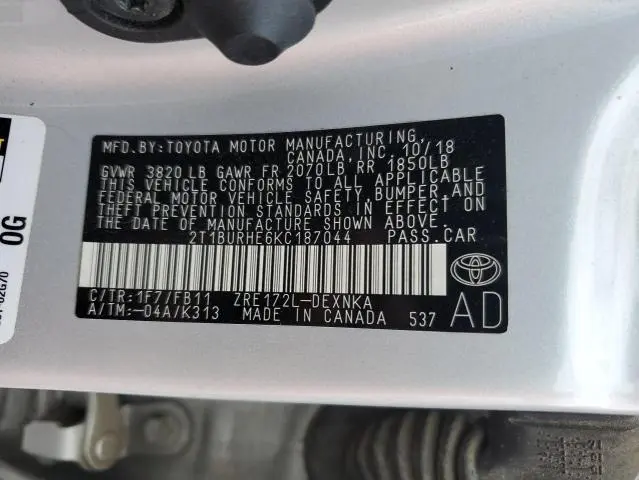 MFD.BY:TOYOTA MOTOR MANUFACTURING,
CANADA, INC. 10/18
GVWR 3820 LB GAWR FR 2070LB RR 1850LB
THIS VEHICLE CONFORMS TO ALL APPLICABLE
FEDERAL MOTOR VEHICLE SAFETY, BUMPER, AND
THEFT PREVENTION STANDARDS IN EFFECT ON
THE DATE OF MANUFACTURE SHOWN ABOVE.
2T1BURHE6KC187044 PASS.CAR
C/TR:1F7/FB11 ZRE172L-DEXNKA
A/TM:-04A/K313 MADE IN CANADA 537
AD
OG